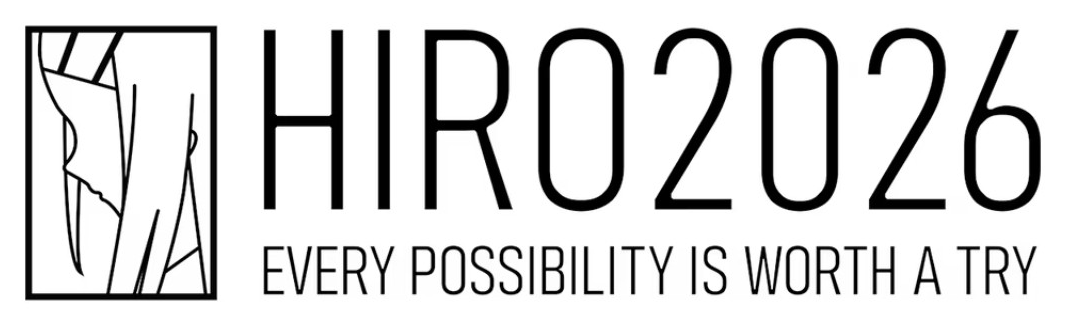 HIRO2026
EVERY POSSIBILITY IS WORTH A TRY